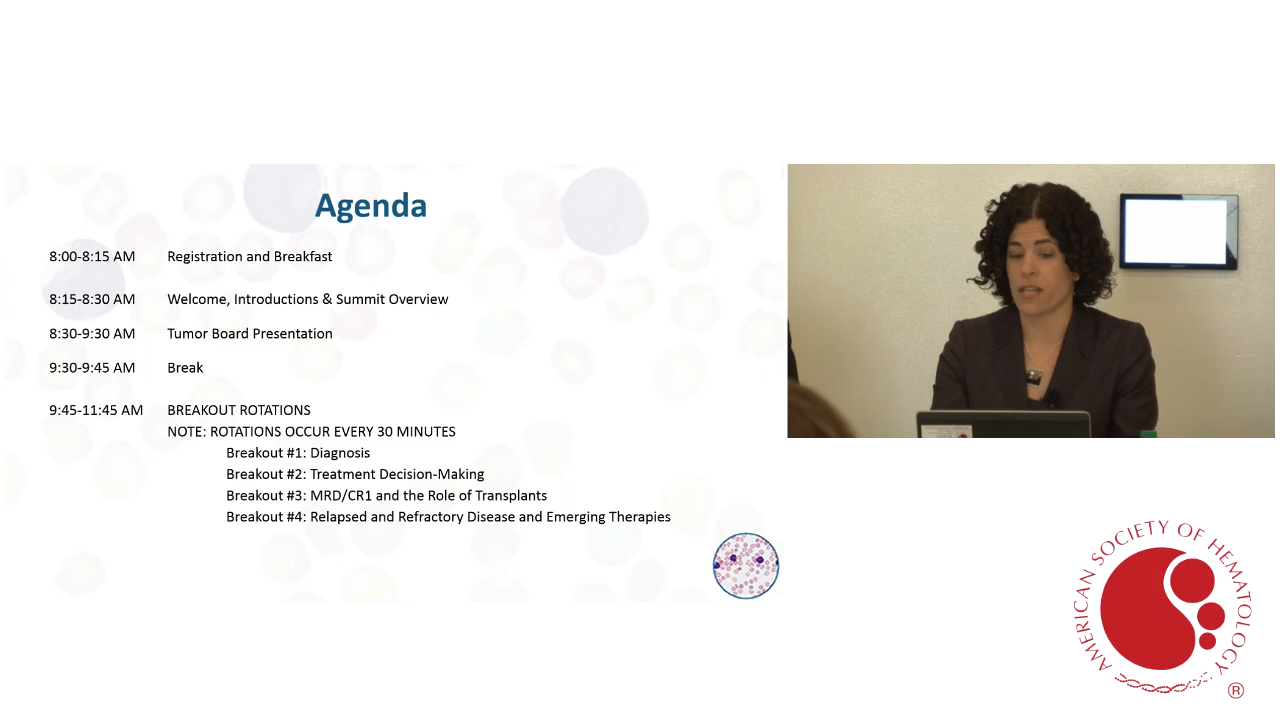 Agenda
8:00-8:15 AM Registration and Breakfast
8:15-8:30 AM Welcome, Introductions & Summit Overview
8:30-9:30 AM Tumor Board Presentation
9:30-9:45 AM Break
9:45-11:45 AM BREAKOUT ROTATIONS
NOTE: ROTATIONS OCCUR EVERY 30 MINUTES
Breakout #1: Diagnosis
Breakout #2: Treatment Decision-Making
Breakout #3: MRD/CR1 and the Role of Transplants
Breakout #4: Relapsed and Refractory Disease and Emerging Therapies
AMERICAN SOCIETY OF HEMATOLOGY
®